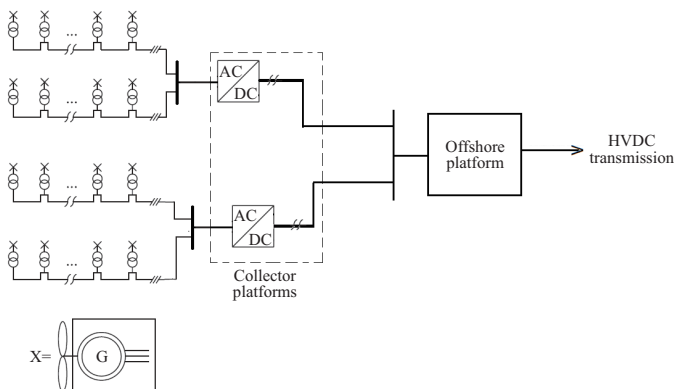 ...
...
AC
DC
Offshore
platform
HVDC
transmission
...
AC
DC
...
Collector
platforms
X=
G